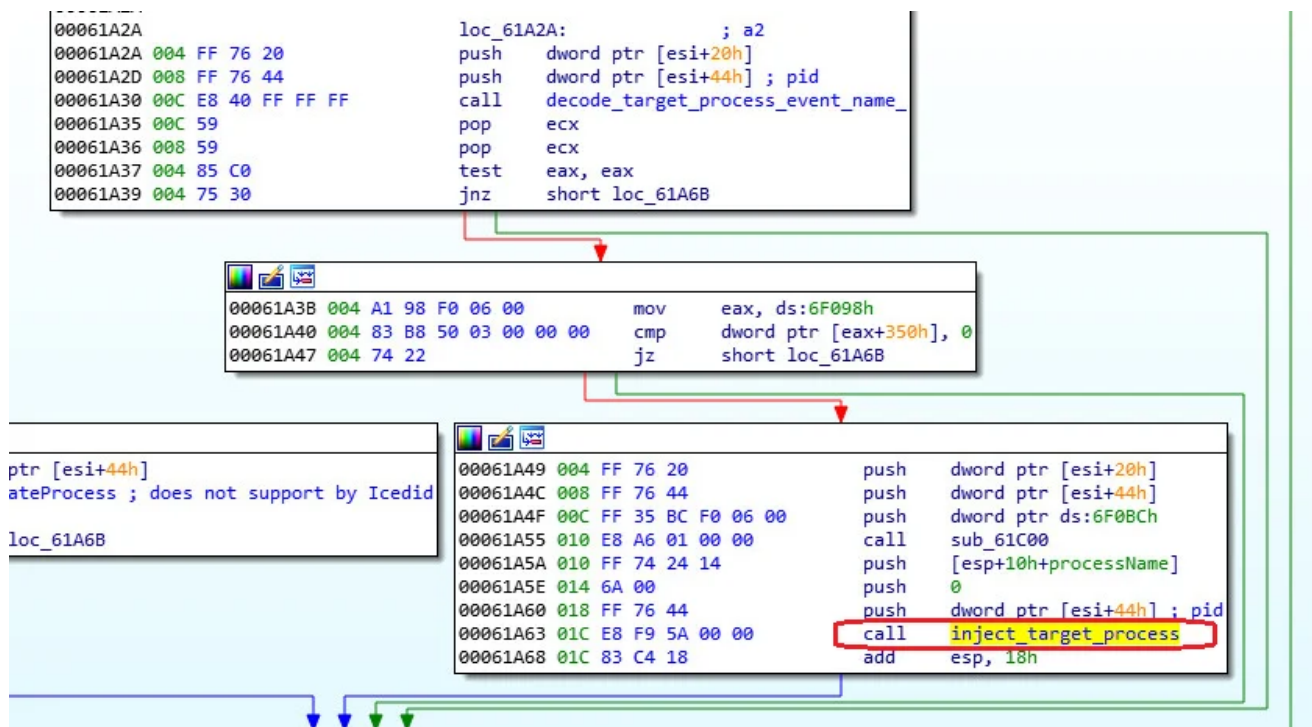 00061A2A loc_61A2A: ; a2
00061A2A 004 FF 76 20 push dword ptr [esi+20h]
00061A2D 008 FF 76 44 push dword ptr [esi+44h] ; pid
00061A30 00C E8 40 FF FF FF call decode_target_process_event_name_
00061A35 00C 59 pop ecx
00061A36 008 59 pop ecx
00061A37 004 85 C0 test eax, eax
00061A39 004 75 30 jnz short loc_61A6B
00061A3B 004 A1 98 F0 06 00 mov eax, ds:6F098h
00061A40 004 83 B8 50 03 00 00 00 cmp dword ptr [eax+350h], 0
00061A47 004 74 22 jz short loc_61A6B
ptr [esi+44h]
ateProcess ; does not support by Icedid
loc_61A6B
00061A49 004 FF 76 20 push dword ptr [esi+20h]
00061A4C 008 FF 76 44 push dword ptr [esi+44h]
00061A4F 00C FF 35 BC F0 06 00 push dword ptr ds:6F0BCh
00061A55 010 E8 A6 01 00 00 call sub_61C00
00061A5A 010 FF 74 24 14 push [esp+10h+processName]
00061A5E 014 6A 00 push 0
00061A60 018 FF 76 44 push dword ptr [esi+44h] ; pid
00061A63 01C E8 F9 5A 00 00 call inject_target_process
00061A68 01C 83 C4 18 add esp, 18h